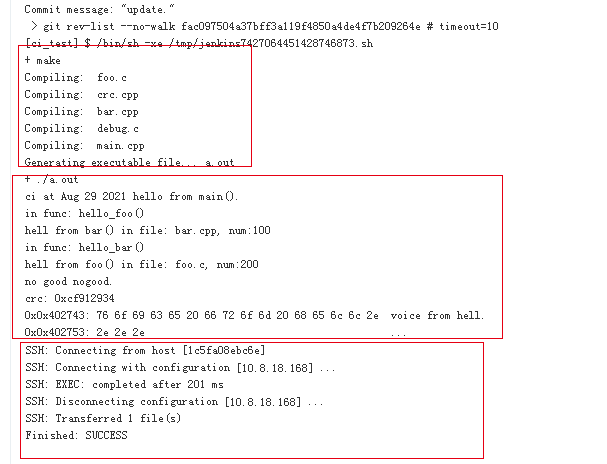 Commit message: "update."
> git rev-list --no-walk fac097504a37bff3a119f4850a4de4f7b209264e # timeout=10
[ci_test] $ /bin/sh -xe /tmp/jenkins7427064451428746873.sh
+ make
Compiling:  foo.c
Compiling:  crc.cpp
Compiling:  bar.cpp
Compiling:  debug.c
Compiling:  main.cpp
Generating executable file... a.out
+ ./a.out
ci at Aug 29 2021 hello from main().
in func: hello_foo()
hell from bar() in file: bar.cpp, num:100
in func: hello_bar()
hell from foo() in file: foo.c, num:200
no good nogood.
crc: 0xcf912934
0x0x402743: 76 6f 69 63 65 20 66 72 6f 6d 20 68 65 6c 6c 2e  voice from hell.
0x0x402753: 2e 2e 2e                                         ...
SSH: Connecting from host [1c5fa08ebc6e]
SSH: Connecting with configuration [10.8.18.168] ...
SSH: EXEC: completed after 201 ms
SSH: Disconnecting configuration [10.8.18.168] ...
SSH: Transferred 1 file(s)
Finished: SUCCESS